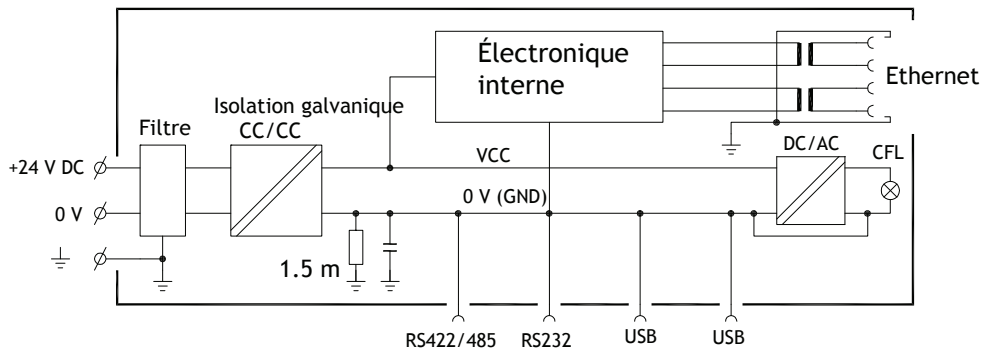 Électronique
interne
Ethernet
Isolation galvanique
CC/CC
Filtre
DC/AC
CFL
+24 V DC
VCC
0 V
0 V (GND)
1.5 m
RS422/485
RS232
USB
USB